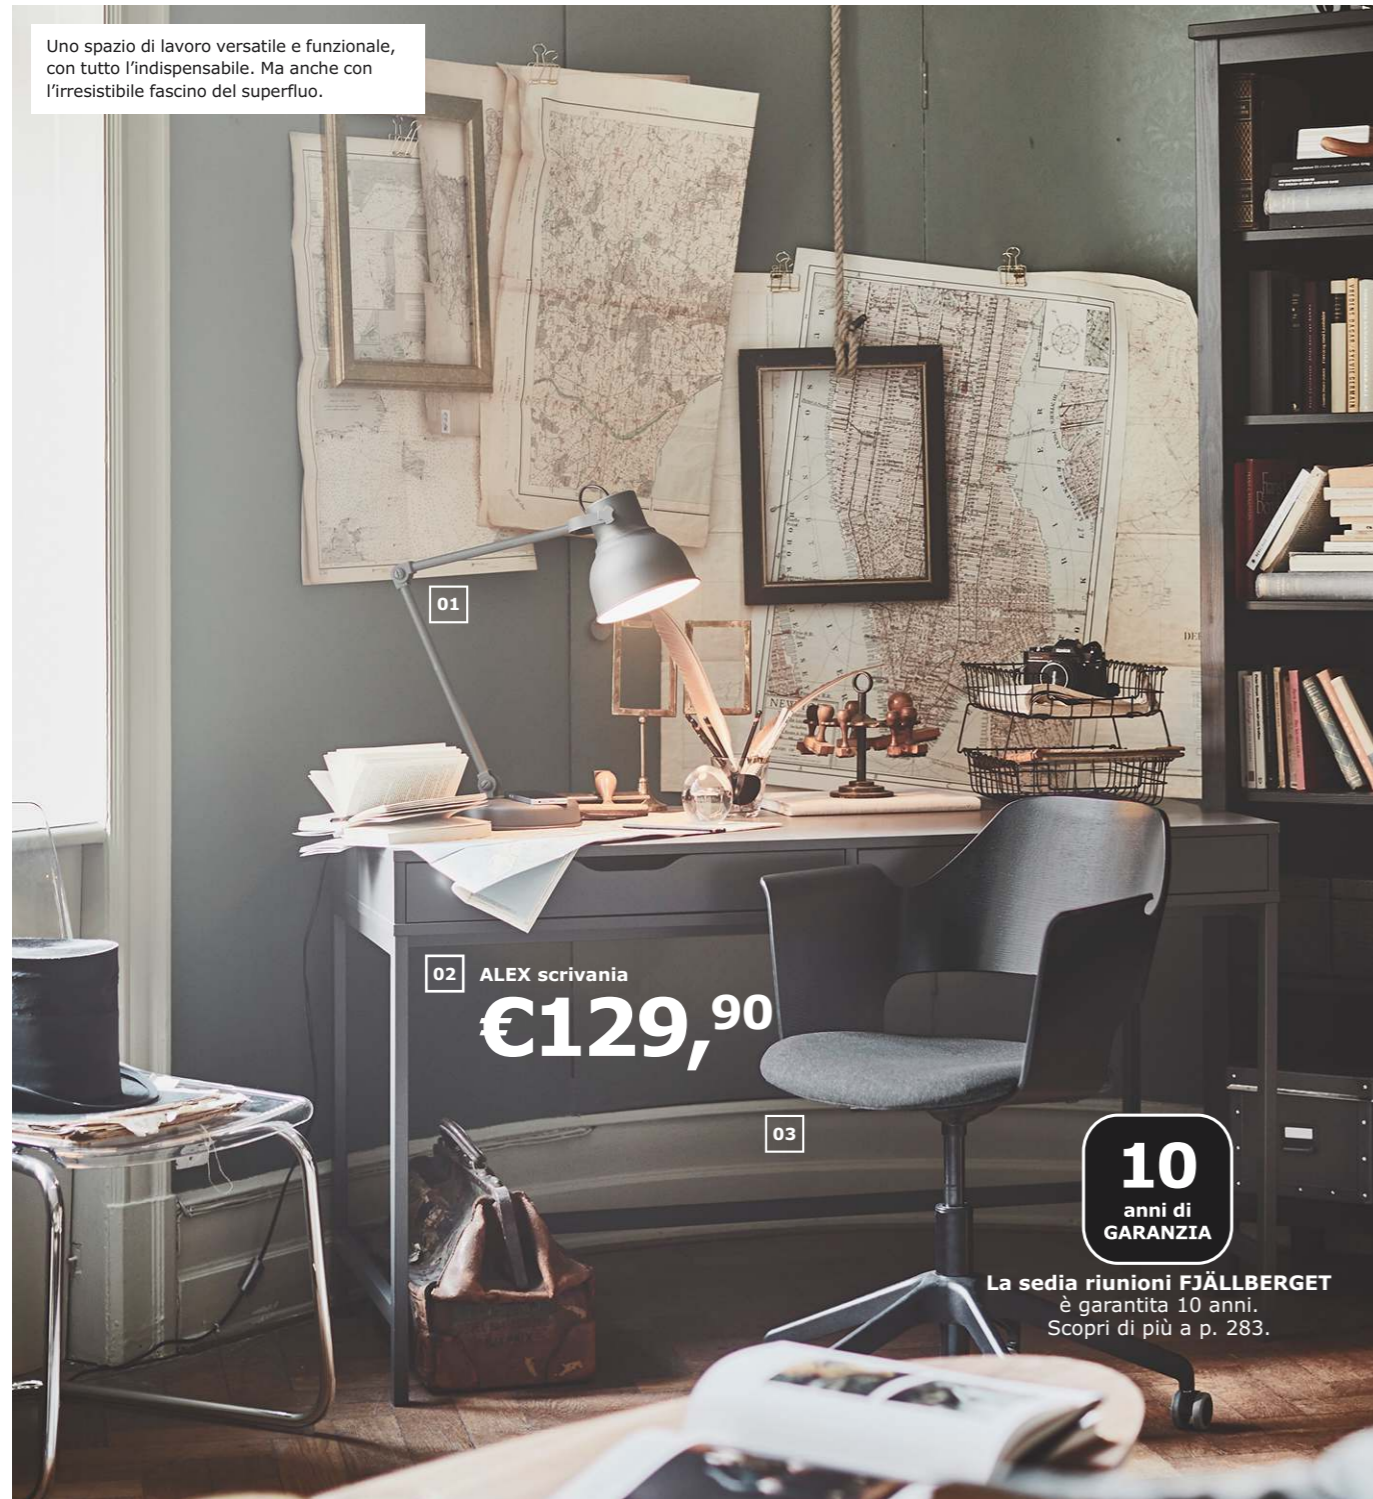 Uno spazio di lavoro versatile e funzionale,
con tutto l’indispensabile. Ma anche con
l’irresistibile fascino del superfluo.
01
02 ALEX scrivania
€129,90
03
10
anni di
GARANZIA
La sedia riunioni FJÄLLBERGET
è garantita 10 anni.
Scopri di più a p. 283.